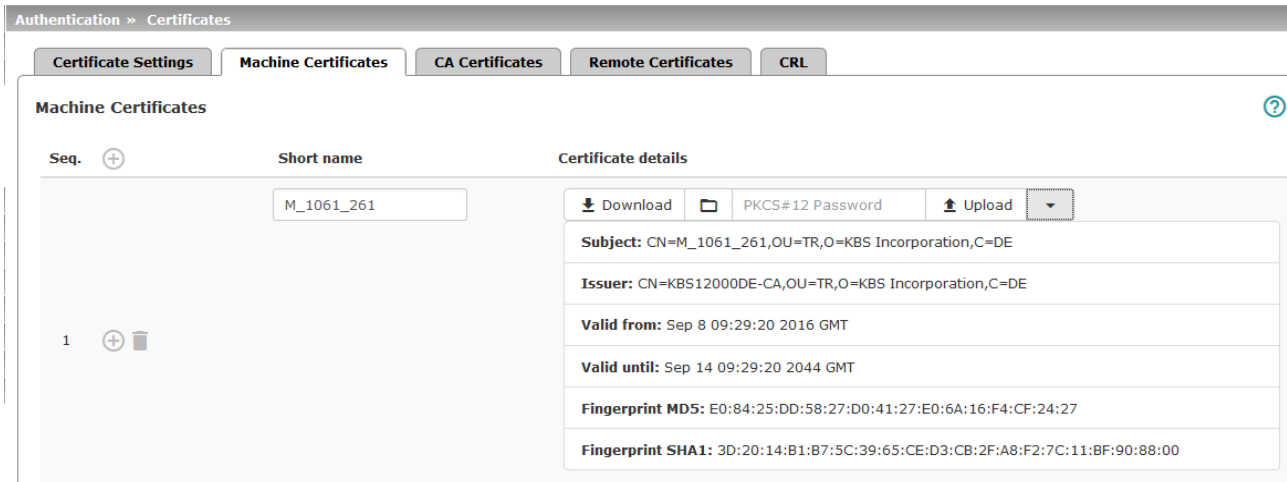 Authentication » Certificates
Certificate Settings Machine Certificates CA Certificates Remote Certificates CRL
Machine Certificates ?
Seq. Short name Certificate details
M_1061_261 Download PKCS#12 Password Upload
Subject: CN=M_1061_261,OU=TR,O=KBS Incorporation,C=DE
Issuer: CN=KBS12000DE-CA,OU=TR,O=KBS Incorporation,C=DE
Valid from: Sep 8 09:29:20 2016 GMT
1
Valid until: Sep 14 09:29:20 2044 GMT
Fingerprint MD5: E0:84:25:DD:58:27:D0:41:27:E0:6A:16:F4:CF:24:27
Fingerprint SHA1: 3D:20:14:B1:B7:5C:39:65:CE:D3:CB:2F:A8:F2:7C:11:BF:90:88:00